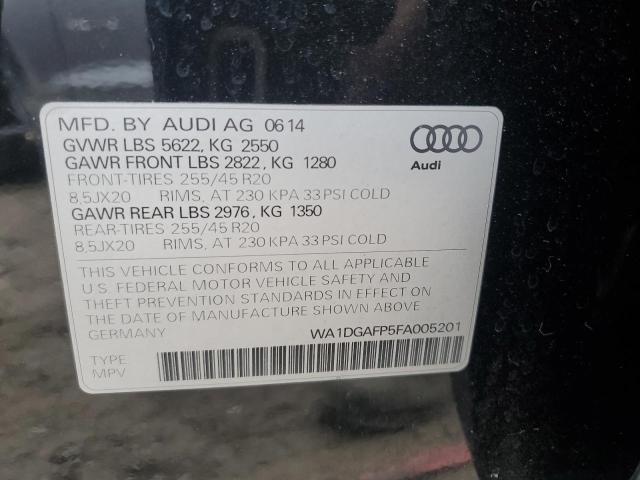 MFD. BY AUDI AG 06 14
GVWR LBS 5622, KG 2550
GAWR FRONT LBS 2822, KG 1280
FRONT-TIRES 255/45 R20
8,5JX20 RIMS, AT 230 KPA 33 PSI COLD
GAWR REAR LBS 2976, KG 1350
REAR-TIRES 255/45 R20
8,5JX20 RIMS, AT 230 KPA 33 PSI COLD
Audi
THIS VEHICLE CONFORMS TO ALL APPLICABLE
U.S. FEDERAL MOTOR VEHICLE SAFETY AND
THEFT PREVENTION STANDARDS IN EFFECT ON
THE DATE OF MANUFACTURE SHOWN ABOVE.
GERMANY WA1DGAFP5FA005201
TYPE
MPV